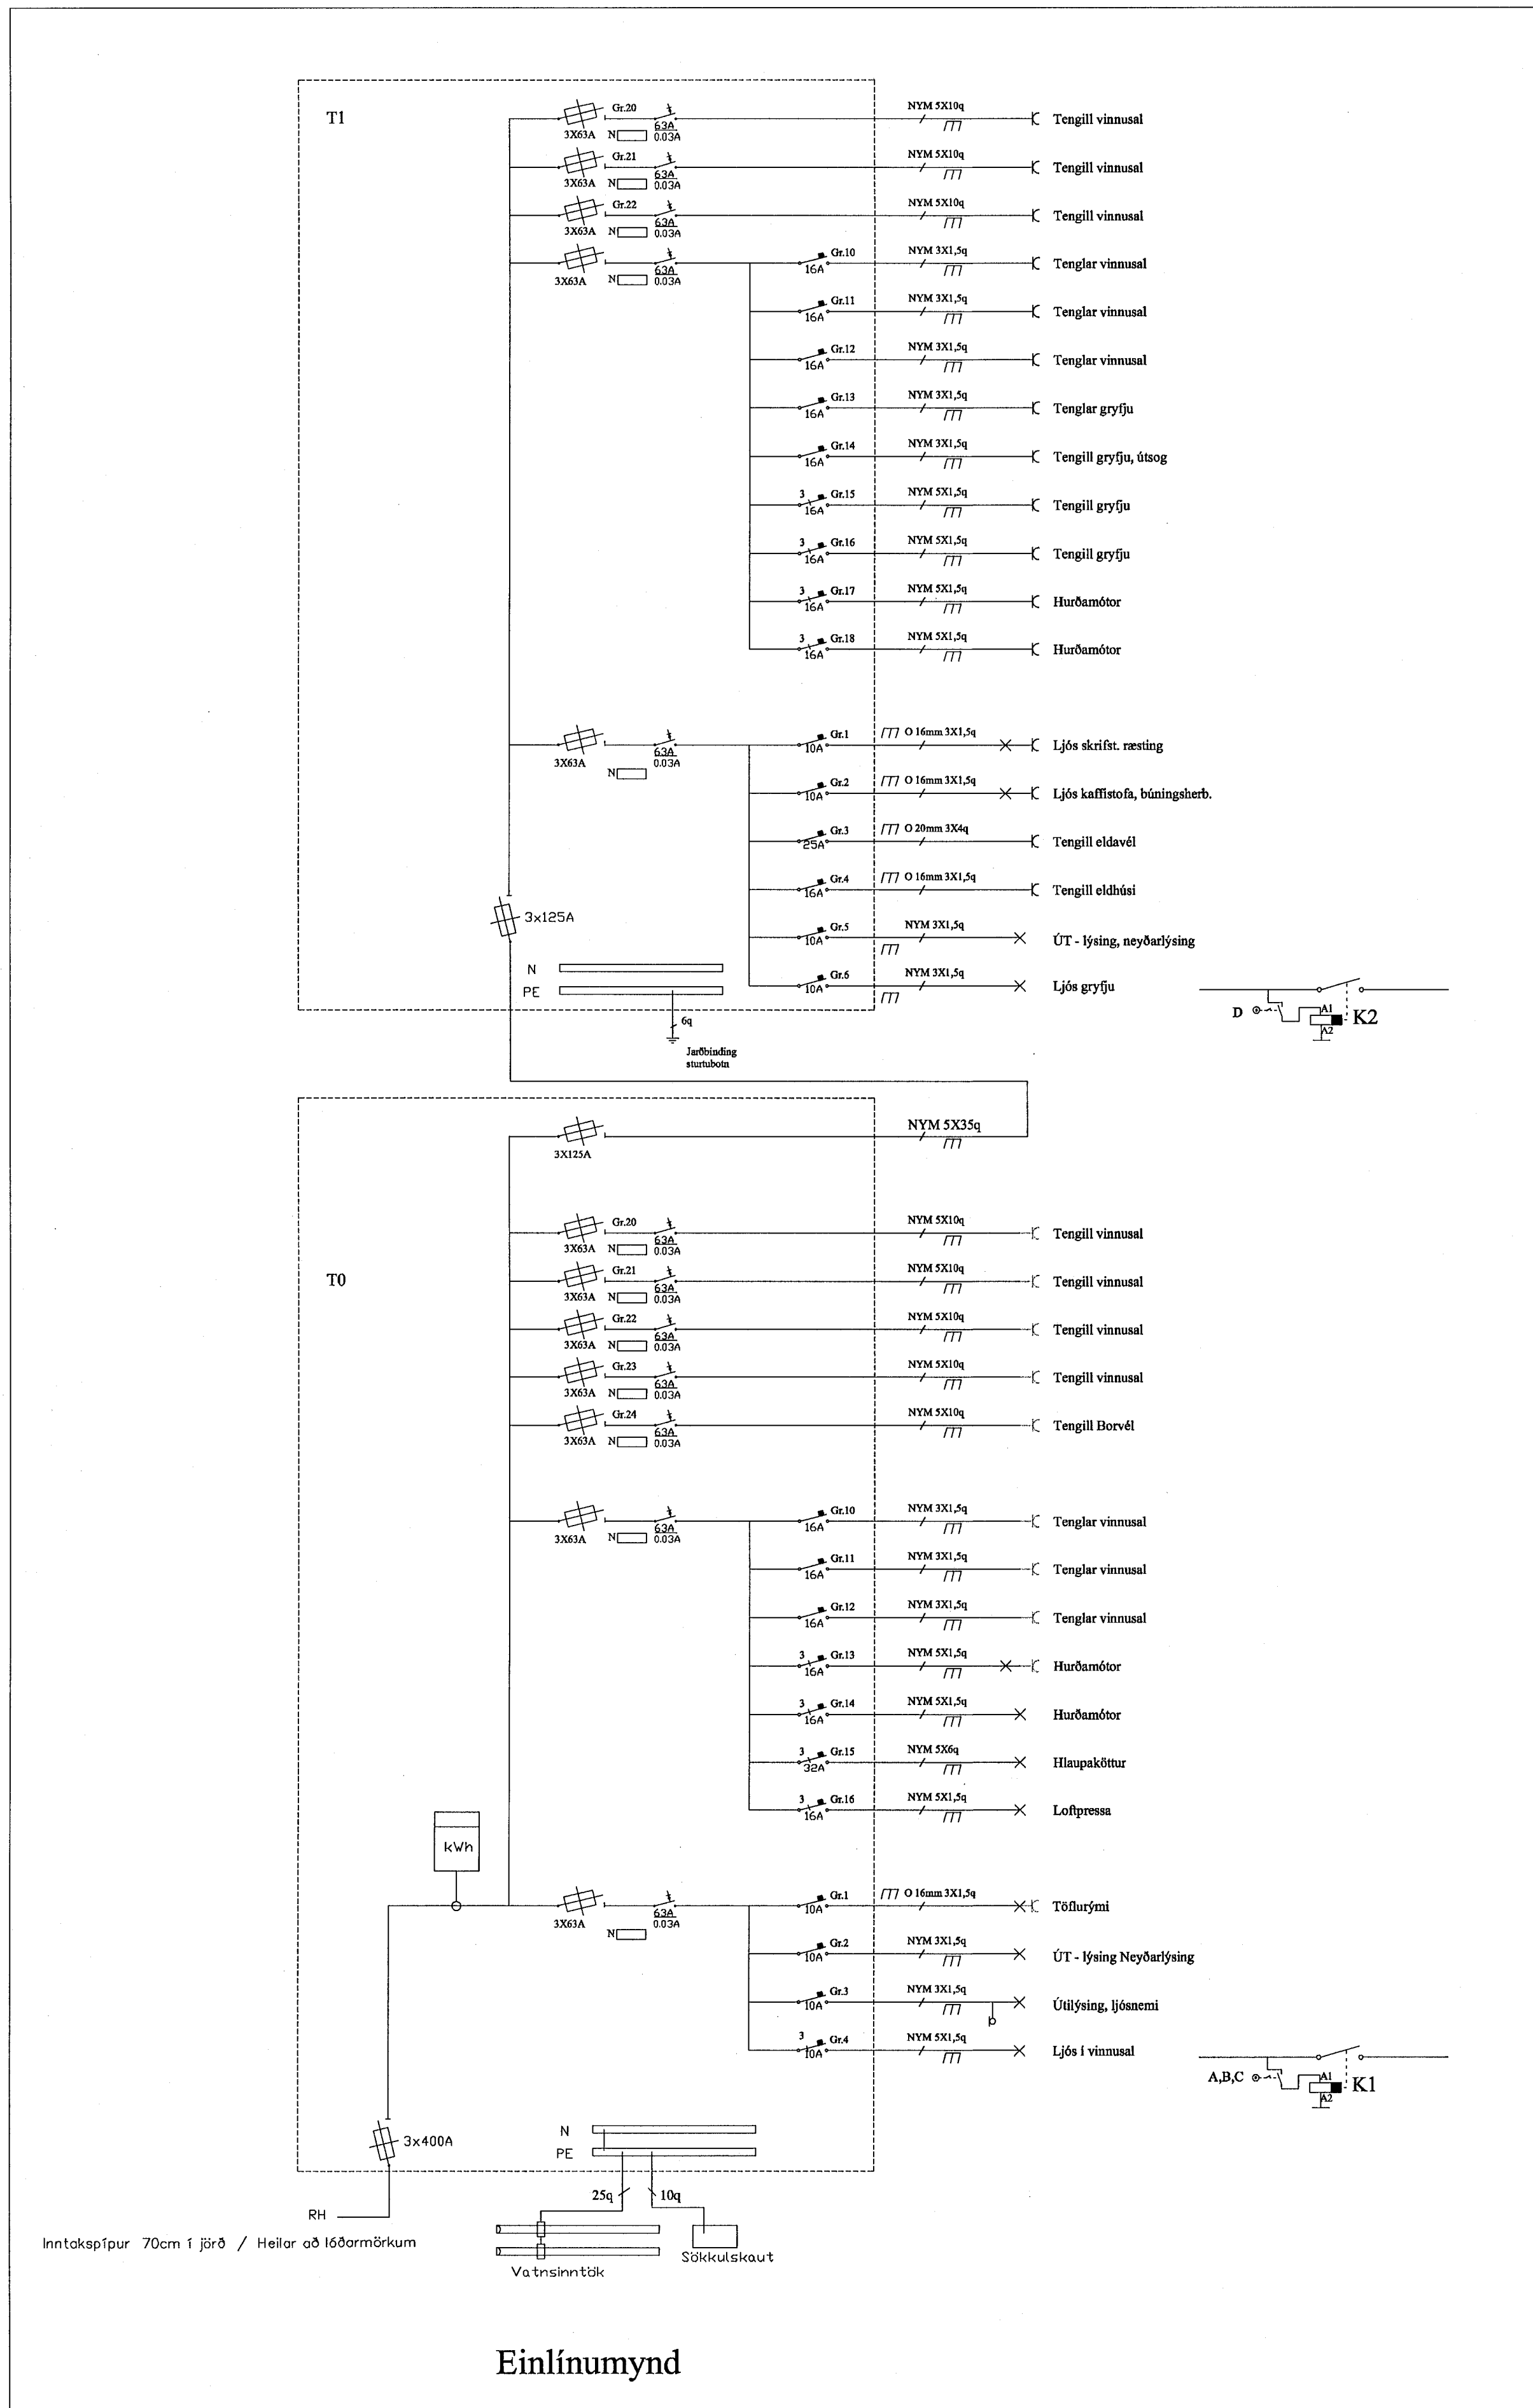 T1
Gr.20
3X63A
N
63A
0.03A
NYM 5X10q
Tengill vinnusal
Gr.21
3X63A
N
63A
0.03A
NYM 5X10q
Tengill vinnusal
Gr.22
3X63A
N
63A
0.03A
NYM 5X10q
Tengill vinnusal
3X63A
N
63A
0.03A
Gr.10
16A
NYM 3X1,5q
Tenglar vinnusal
Gr.11
16A
NYM 3X1,5q
Tenglar vinnusal
Gr.12
16A
NYM 3X1,5q
Tenglar vinnusal
Gr.13
16A
NYM 3X1,5q
Tenglar gryfju
Gr.14
16A
NYM 3X1,5q
Tengill gryfju, útsog
3
Gr.15
16A
NYM 5X1,5q
Tengill gryfju
3
Gr.16
16A
NYM 5X1,5q
Tengill gryfju
3
Gr.17
16A
NYM 5X1,5q
Hurðamótor
3
Gr.18
16A
NYM 5X1,5q
Hurðamótor
3X63A
N
63A
0.03A
Gr.1
10A
O 16mm 3X1,5q
Ljós skrifst. ræsting
Gr.2
10A
O 16mm 3X1,5q
Ljós kaffistofa, búningsherb.
Gr.3
25A
O 20mm 3X4q
Tengill eldavél
Gr.4
16A
O 16mm 3X1,5q
Tengill eldhúsi
3x125A
Gr.5
10A
NYM 3X1,5q
ÚT - lýsing, neyðarlýsing
Gr.6
10A
NYM 3X1,5q
Ljós gryfju
N
PE
6q
Jarðbinding
sturtubotn
D
A1
A2
K2
3X125A
NYM 5X35q
T0
Gr.20
3X63A
N
63A
0.03A
NYM 5X10q
Tengill vinnusal
Gr.21
3X63A
N
63A
0.03A
NYM 5X10q
Tengill vinnusal
Gr.22
3X63A
N
63A
0.03A
NYM 5X10q
Tengill vinnusal
Gr.23
3X63A
N
63A
0.03A
NYM 5X10q
Tengill vinnusal
Gr.24
3X63A
N
63A
0.03A
NYM 5X10q
Tengill Borvél
3X63A
N
63A
0.03A
Gr.10
16A
NYM 3X1,5q
Tenglar vinnusal
Gr.11
16A
NYM 3X1,5q
Tenglar vinnusal
Gr.12
16A
NYM 3X1,5q
Tenglar vinnusal
3
Gr.13
16A
NYM 5X1,5q
Hurðamótor
3
Gr.14
16A
NYM 5X1,5q
Hurðamótor
3
Gr.15
32A
NYM 5X6q
Hlaupaköttur
3
Gr.16
16A
NYM 5X1,5q
Loftpressa
kWh
3X63A
N
63A
0.03A
Gr.1
10A
O 16mm 3X1,5q
Töflurými
Gr.2
10A
NYM 3X1,5q
ÚT - lýsing Neyðarlýsing
Gr.3
10A
NYM 3X1,5q
Útilýsing, ljósnemi
3
Gr.4
10A
NYM 5X1,5q
Ljós í vinnusal
A,B,C
A1
A2
K1
3x400A
N
PE
25q
10q
RH
Inntakspípur 70cm í jörð / Heilar að lóðarmörkum
Sökkulskaut
Vatnsinntök
Einlínumynd